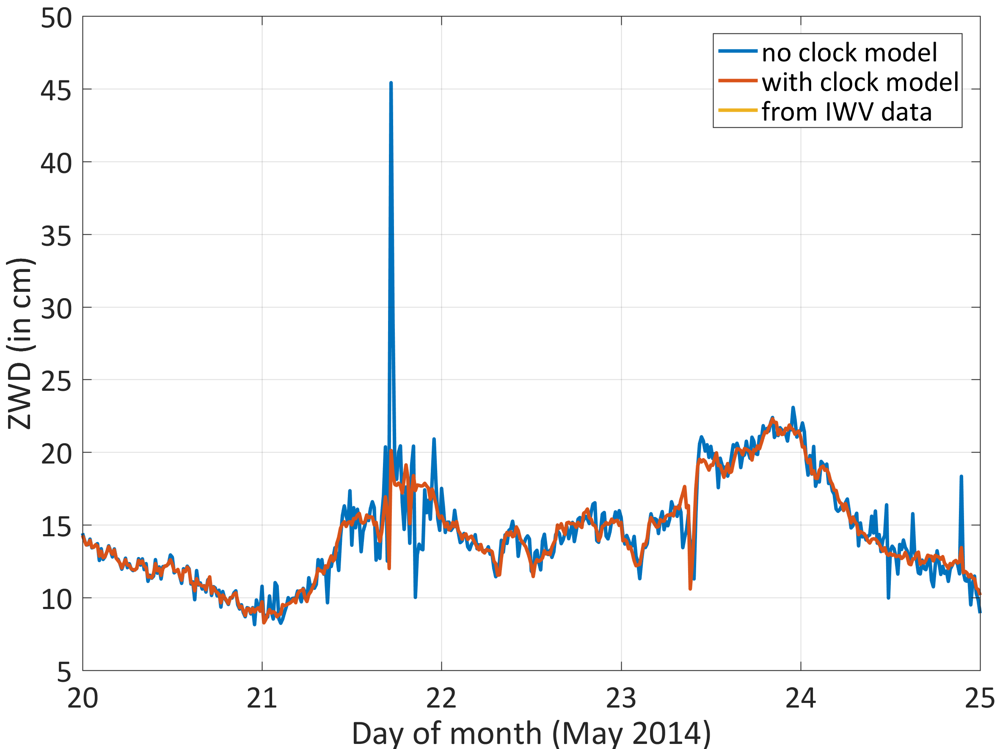 50
45
40
35
30
25
20
15
10
5
ZWD (in cm)
no clock model
with clock model
from IWV data
20 21 22 23 24 25
Day of month (May 2014)